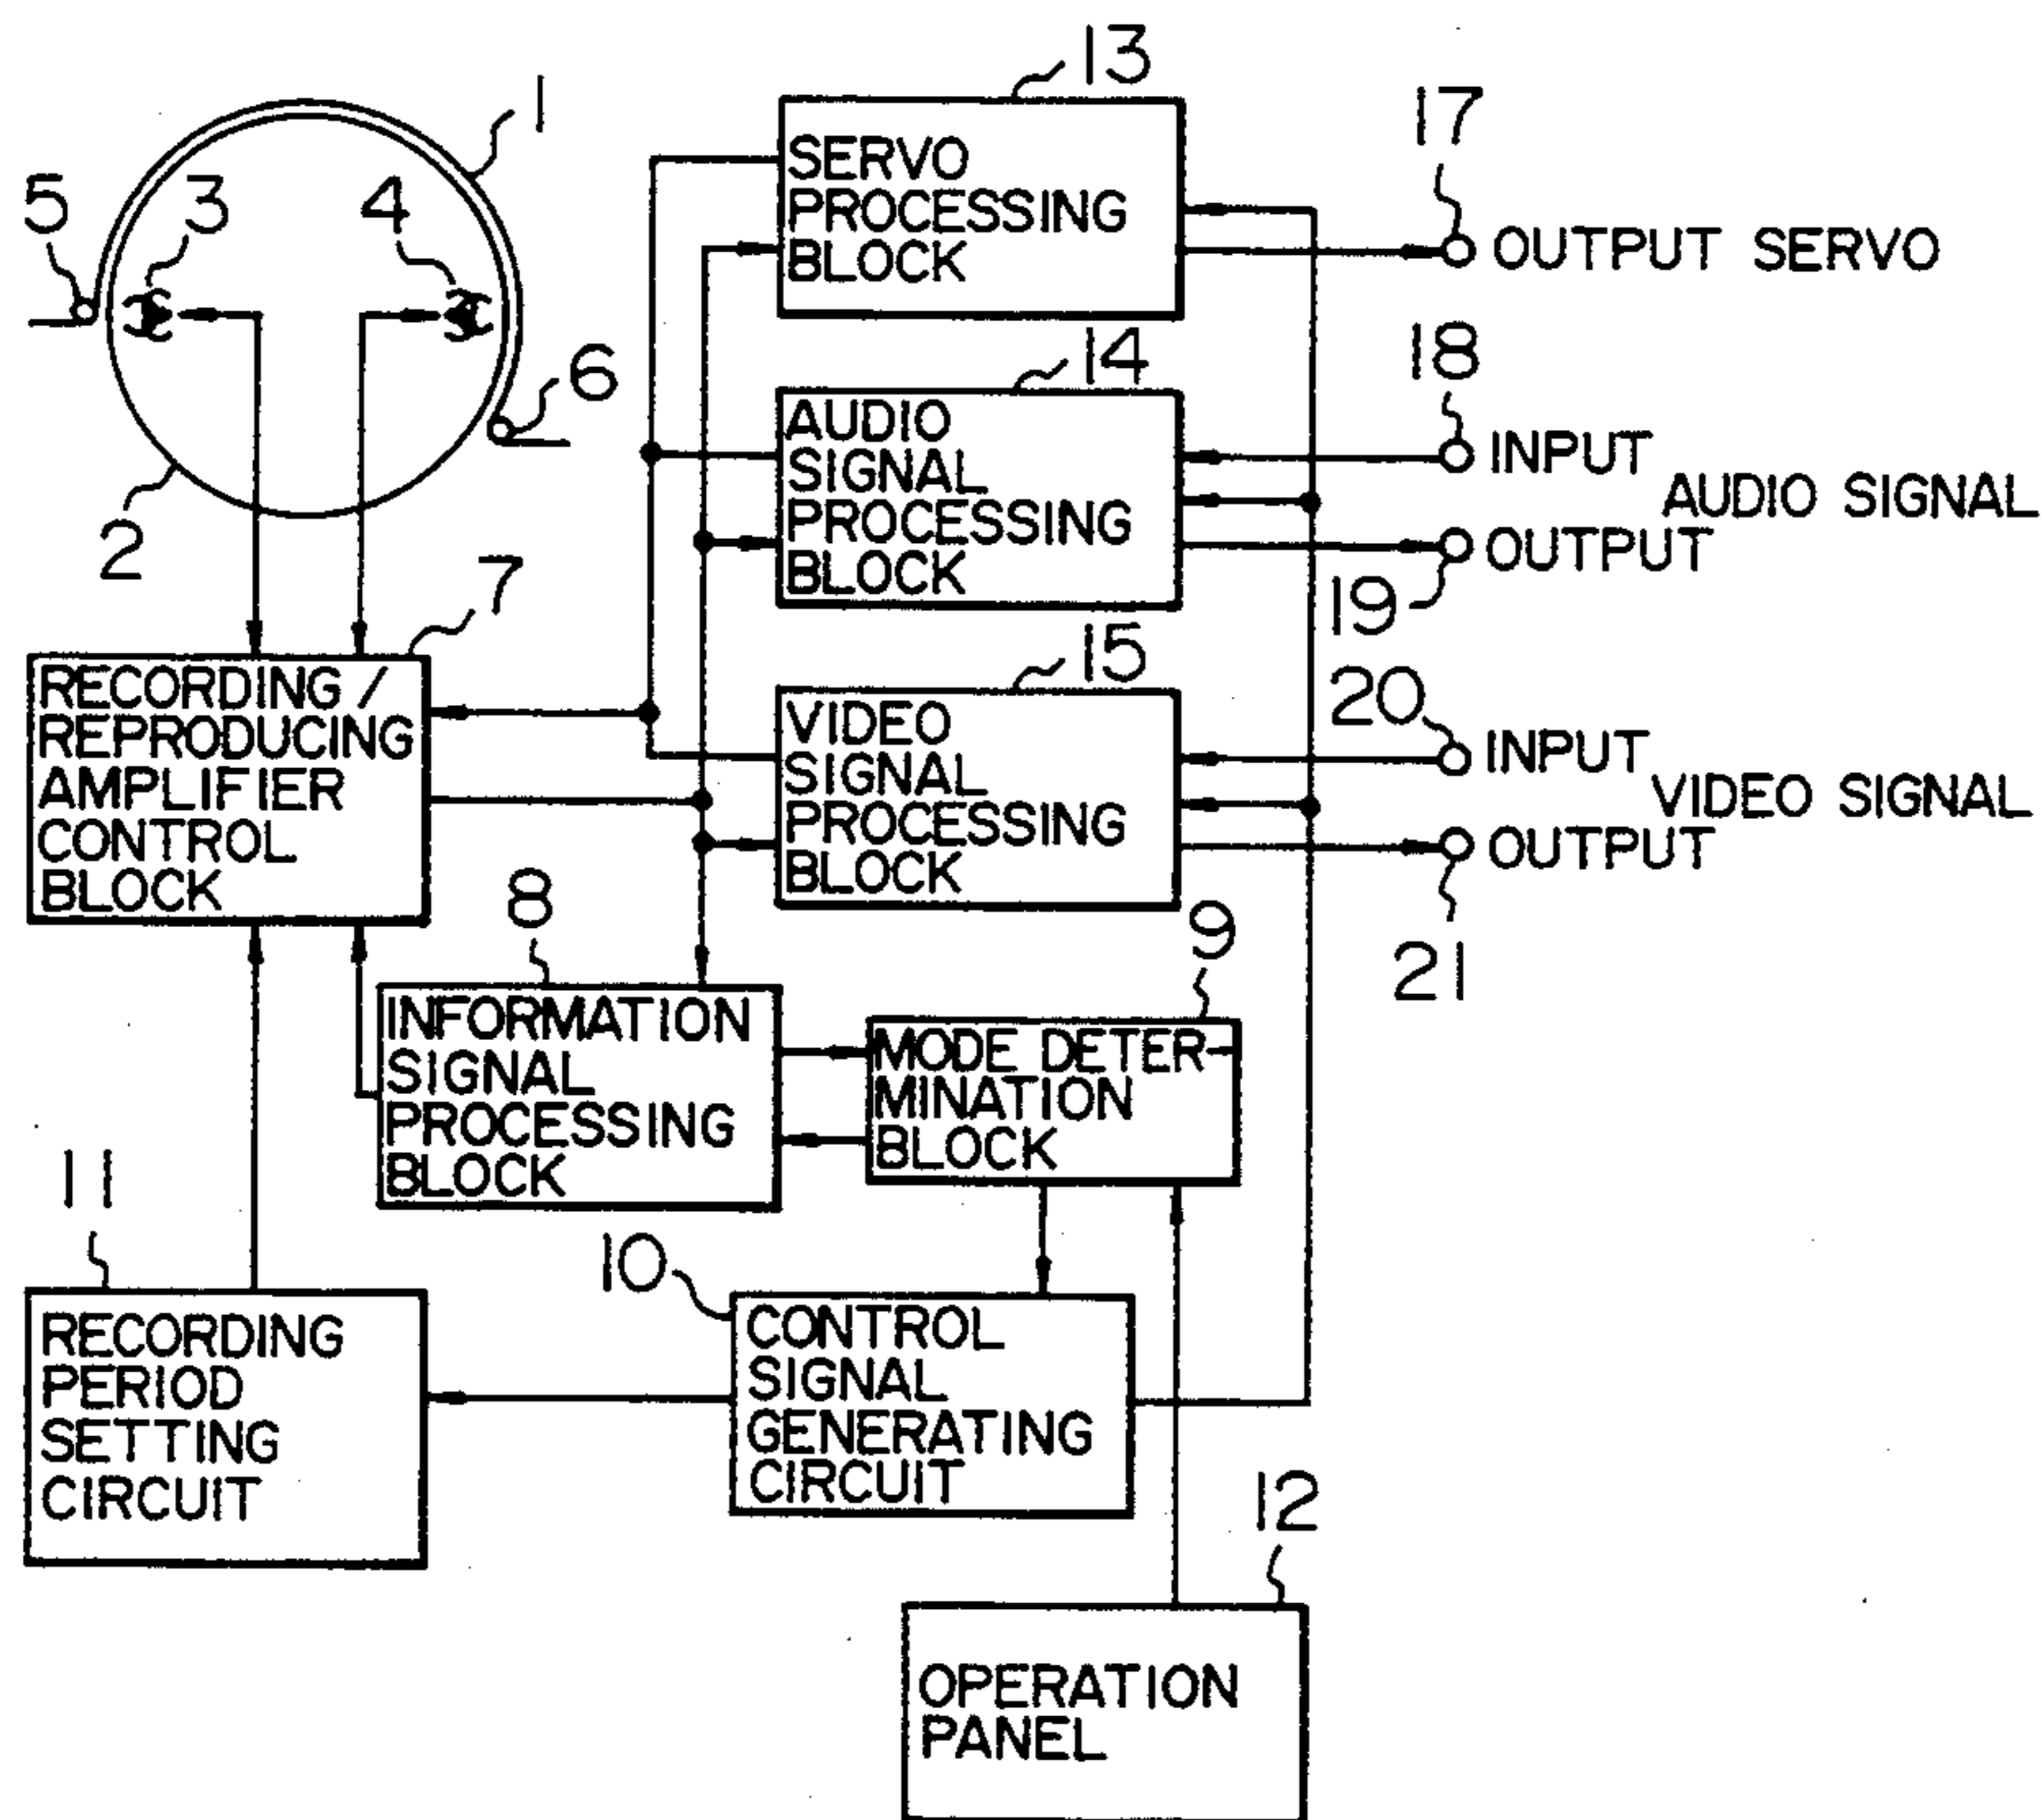 13
1
17
SERVO
PROCESSING
BLOCK
5
3
4
OUTPUT SERVO
18
14
6
AUDIO
SIGNAL
PROCESSING
BLOCK
INPUT
AUDIO SIGNAL
OUTPUT
2
7
19
15
20
RECORDING/
REPRODUCING
AMPLIFIER
CONTROL
BLOCK
VIDEO
SIGNAL
PROCESSING
BLOCK
INPUT
VIDEO SIGNAL
OUTPUT
8
9
21
INFORMATION
SIGNAL
PROCESSING
BLOCK
MODE DETER-
MINATION
BLOCK
11
10
RECORDING
PERIOD
SETTING
CIRCUIT
CONTROL
SIGNAL
GENERATING
CIRCUIT
12
OPERATION
PANEL